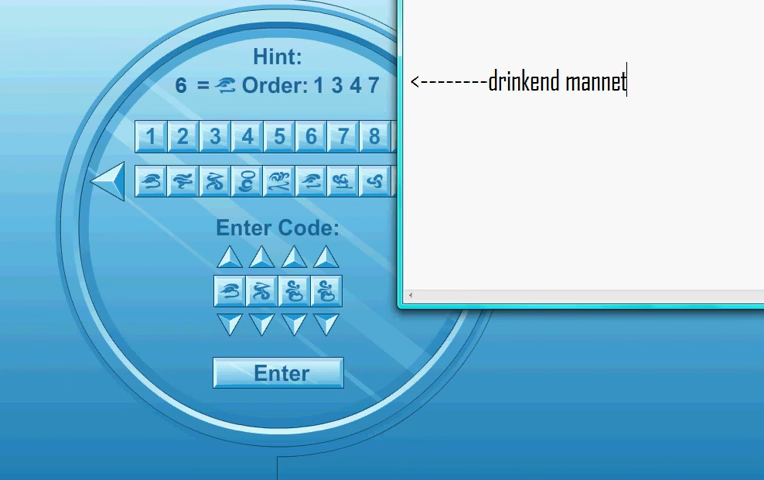 Hint:
6 = Order: 1 3 4 7
<--------drinkend mannet
1 2 3 4 5 6 7 8
Enter Code:
Enter